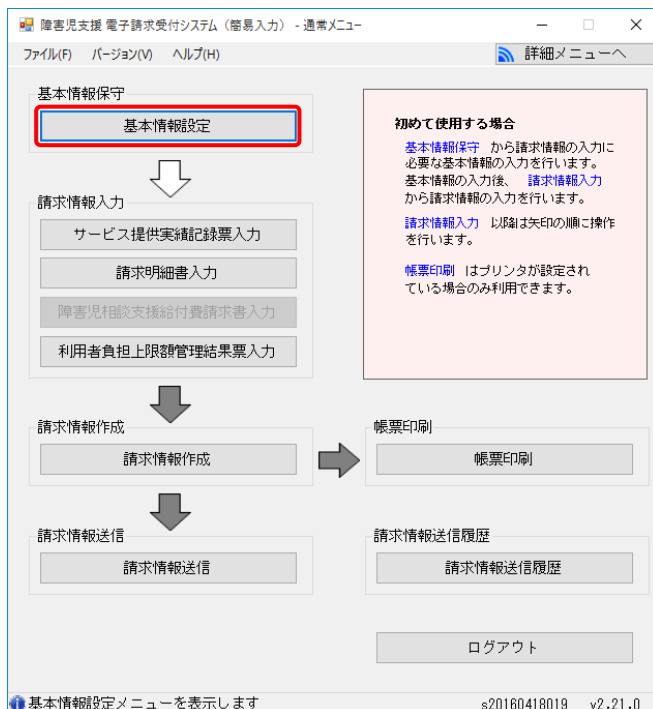 障害児支援 電子請求受付システム（簡易入力） - 通常メニュー
ファイル(F) バージョン(V) ヘルプ(H)
詳細メニューへ
基本情報保守
基本情報設定
初めて使用する場合
基本情報保守 から請求情報の入力に
必要な基本情報の入力を行います。
基本情報の入力後、 請求情報入力
から請求情報の入力を行います。
請求情報入力 以降は矢印の順に操作
を行います。
帳票印刷 はプリンタが設定され
ている場合のみ利用できます。
請求情報入力
サービス提供実績記録票入力
請求明細書入力
障害児相談支援給付費請求書入力
利用者負担上限額管理結果票入力
請求情報作成
請求情報作成
帳票印刷
帳票印刷
請求情報送信
請求情報送信
請求情報送信履歴
請求情報送信履歴
ログアウト
基本情報設定メニューを表示します
s20160418019 v2.21.0